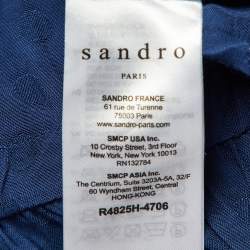 sandro
PARIS
SANDRO FRANCE
61 rue de Turenne
75003 PARIS
www.sandro-paris.com
SMCP USA Inc.
10 Crosby Street, 3rd Floor
New York, New York
RN132784
SMCP ASIA Inc.
The Centrium, Suite 3203A-5A, 32/F
60 Wyndham Street, Central
HONG-KONG
R4825H-4706